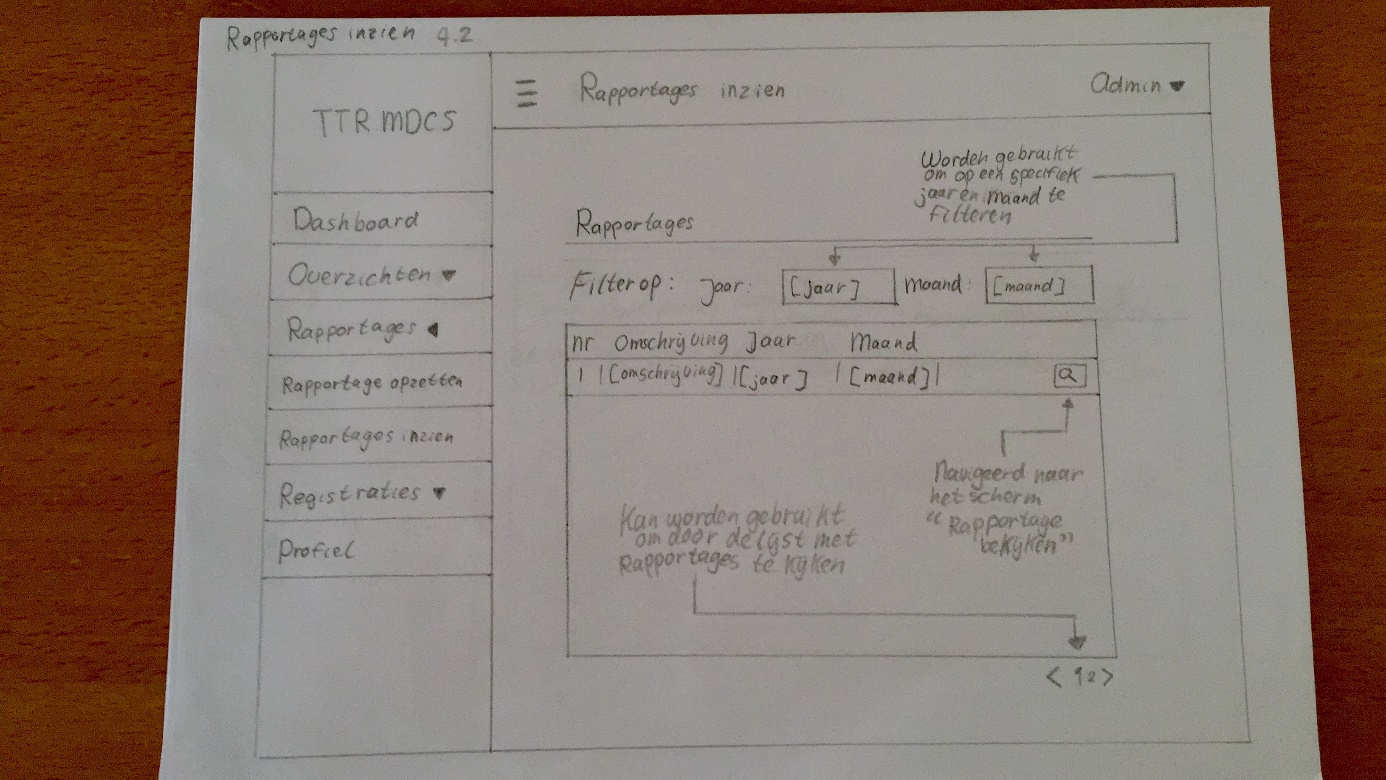 Rapportages inzien 4.2
TTR MDCS
Rapportages inzien
Admin
Dashboard
Overzichten
Rapportages
Rapportage opzetten
Rapportages inzien
Registraties
Profiel
Worden gebruikt
om op een specifiek
jaar en maand te
filteren
Rapportages
Filter op: jaar: [jaar] maand: [maand]
nr Omschrijving Jaar Maand
1 |[omschrijving] |[jaar] | [maand] |
Navigeerd naar
het scherm
"Rapportage
bekijken"
Kan worden gebruikt
om door de lijst met
Rapportages te kijken
< 1 2 >